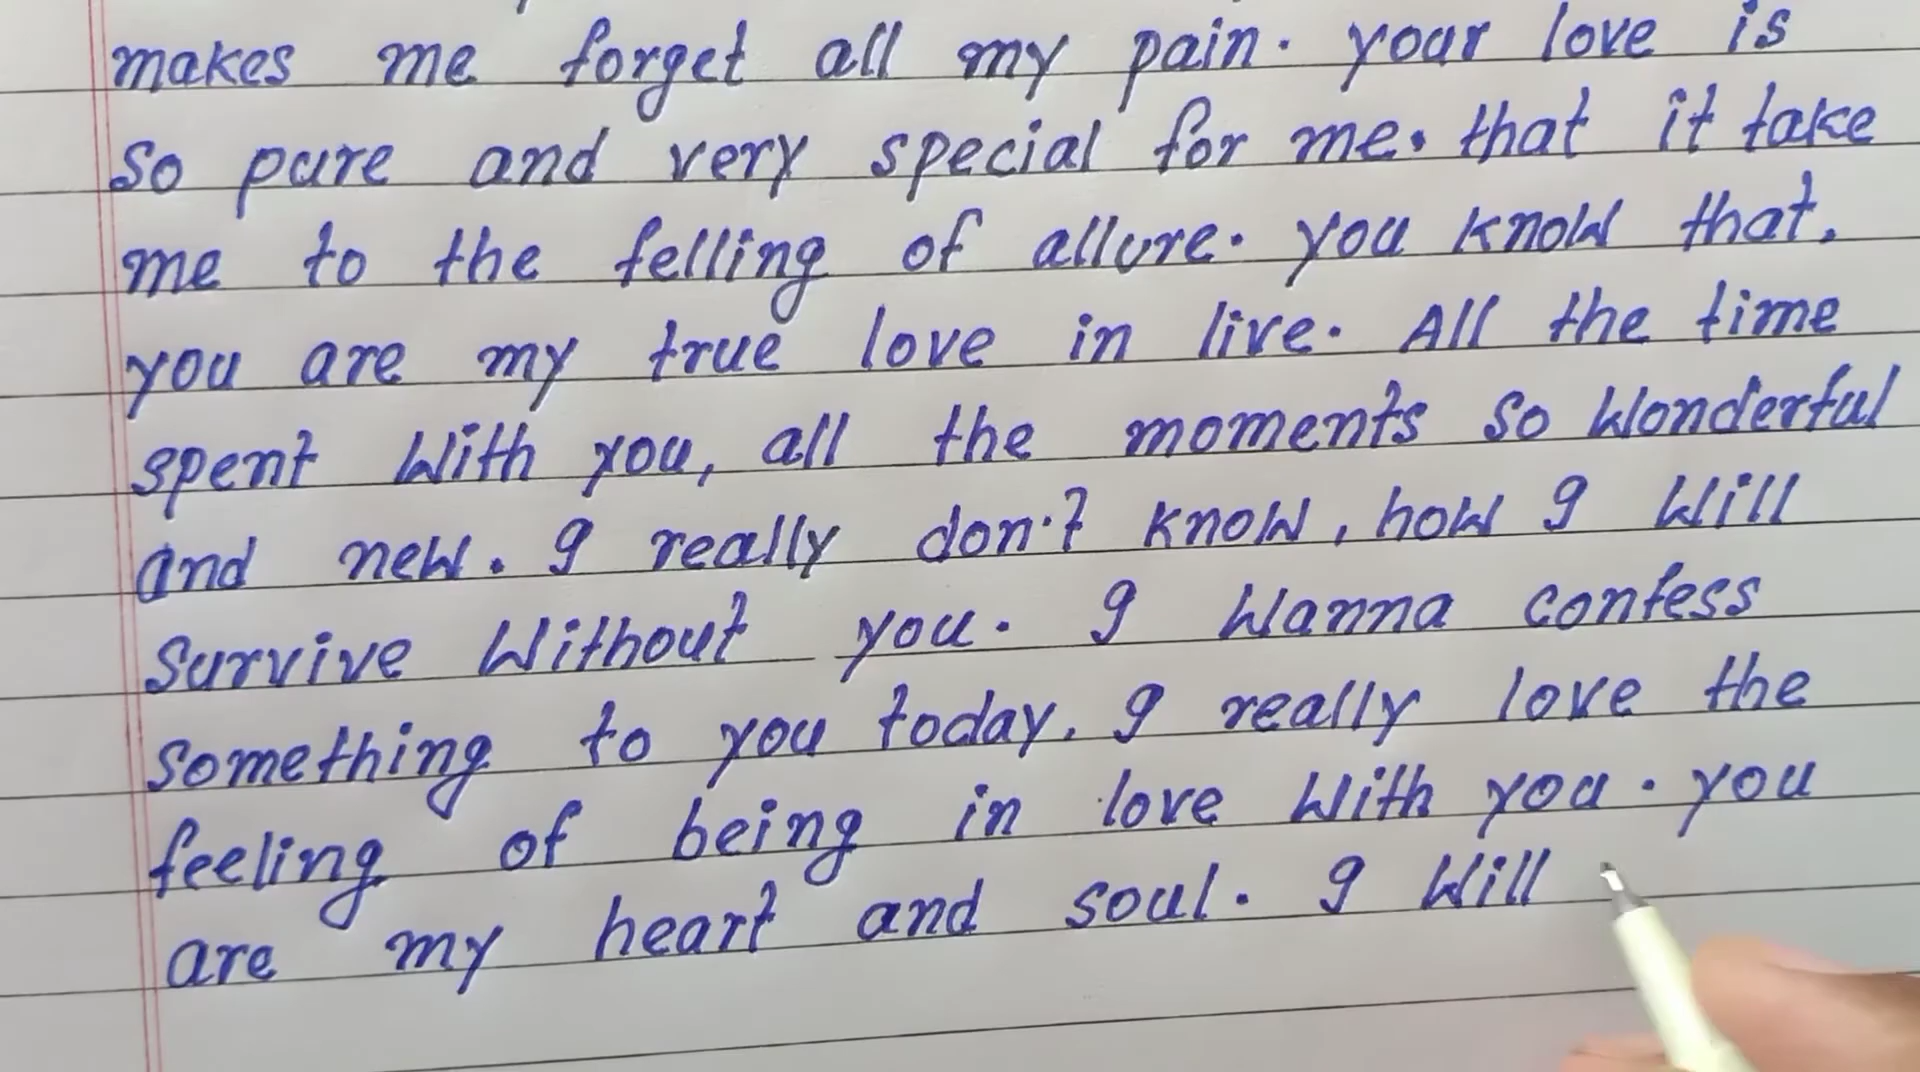 makes me forget all my pain. your love is
so pure and very special for me. that it take
me to the felling of allure. you know that.
you are my true love in live. All the time
spent with you, all the moments so wonderful
and new. I really don't know, how I will
survive without you. I wanna confess
something to you today. I really love the
feeling of being in love with you. you
are my heart and soul. I will